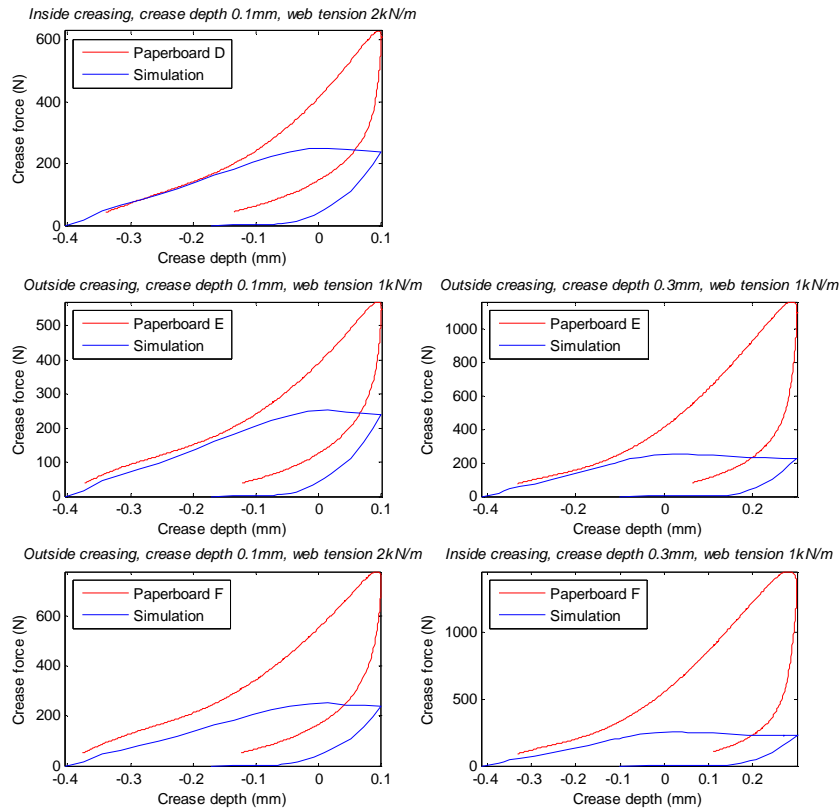 Inside creasing, crease depth 0.1mm, web tension 2kN/m
Crease force (N)
600
400
200
0
Paperboard D
Simulation
-0.4 -0.3 -0.2 -0.1 0 0.1
Crease depth (mm)
Outside creasing, crease depth 0.1mm, web tension 1kN/m
Crease force (N)
500
400
300
200
100
0
Paperboard E
Simulation
-0.4 -0.3 -0.2 -0.1 0 0.1
Crease depth (mm)
Outside creasing, crease depth 0.3mm, web tension 1kN/m
Crease force (N)
1000
800
600
400
200
0
Paperboard E
Simulation
-0.4 -0.2 0 0.2
Crease depth (mm)
Outside creasing, crease depth 0.1mm, web tension 2kN/m
Crease force (N)
600
400
200
0
Paperboard F
Simulation
-0.4 -0.3 -0.2 -0.1 0 0.1
Crease depth (mm)
Inside creasing, crease depth 0.3mm, web tension 1kN/m
Crease force (N)
1000
500
0
Paperboard F
Simulation
-0.4 -0.3 -0.2 -0.1 0 0.1 0.2
Crease depth (mm)